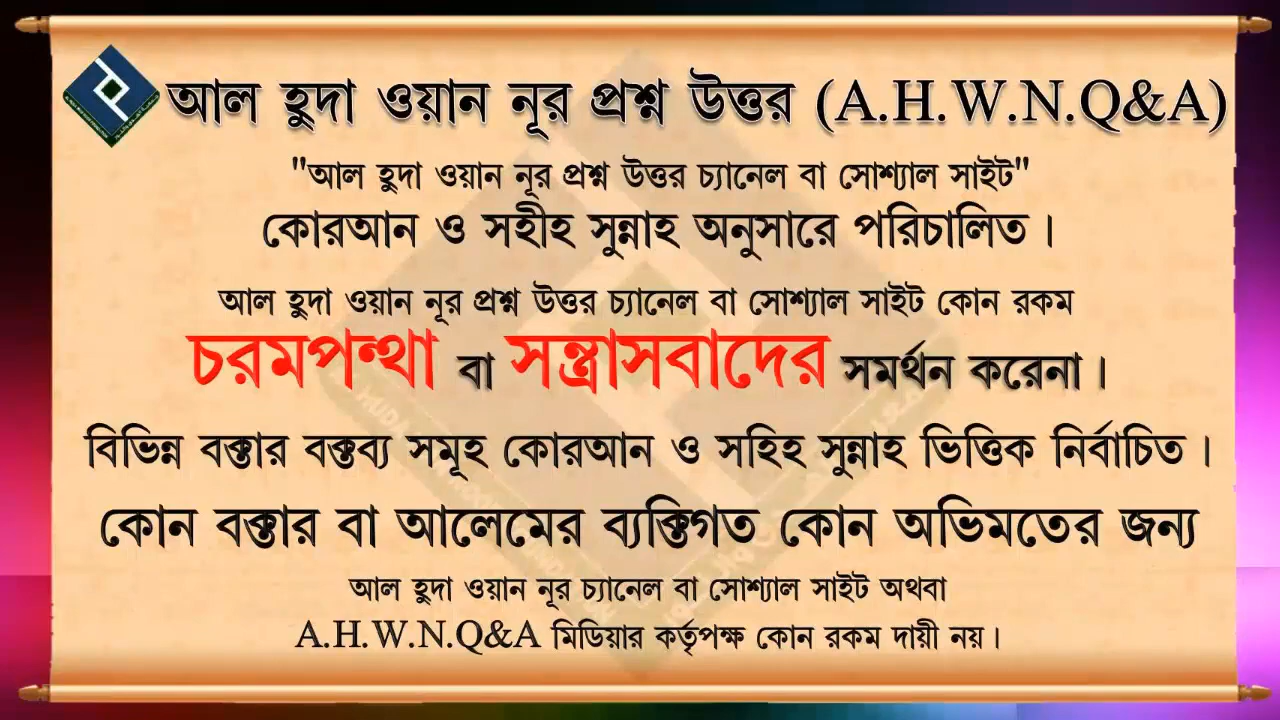 আল হুদা ওয়ান নূর প্রশ্ন উত্তর (A.H.W.N.Q&A)
"আল হুদা ওয়ান নূর প্রশ্ন উত্তর চ্যানেল বা সোশ্যাল সাইট"
কোরআন ও সহীহ সুন্নাহ অনুসারে পরিচালিত।
আল হুদা ওয়ান নূর প্রশ্ন উত্তর চ্যানেল বা সোশ্যাল সাইট কোন রকম
চরমপন্থা বা সন্ত্রাসবাদের সমর্থন করেনা।
বিভিন্ন বক্তার বক্তব্য সমূহ কোরআন ও সহিহ সুন্নাহ ভিত্তিক নির্বাচিত।
কোন বক্তার বা আলেমের ব্যক্তিগত কোন অভিমতের জন্য
আল হুদা ওয়ান নূর চ্যানেল বা সোশ্যাল সাইট অথবা
A.H.W.N.Q&A মিডিয়ার কর্তৃপক্ষ কোন রকম দায়ী নয়।